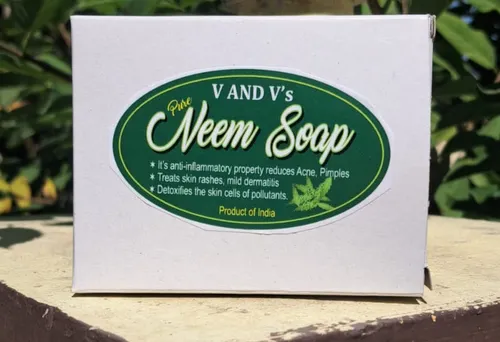 V AND V's
Pure
Neem Soap
* It's anti-inflammatory property reduces Acne, Pimples
* Treats skin rashes, mild dermatitis
* Detoxifies the skin cells of pollutants.
Product of India